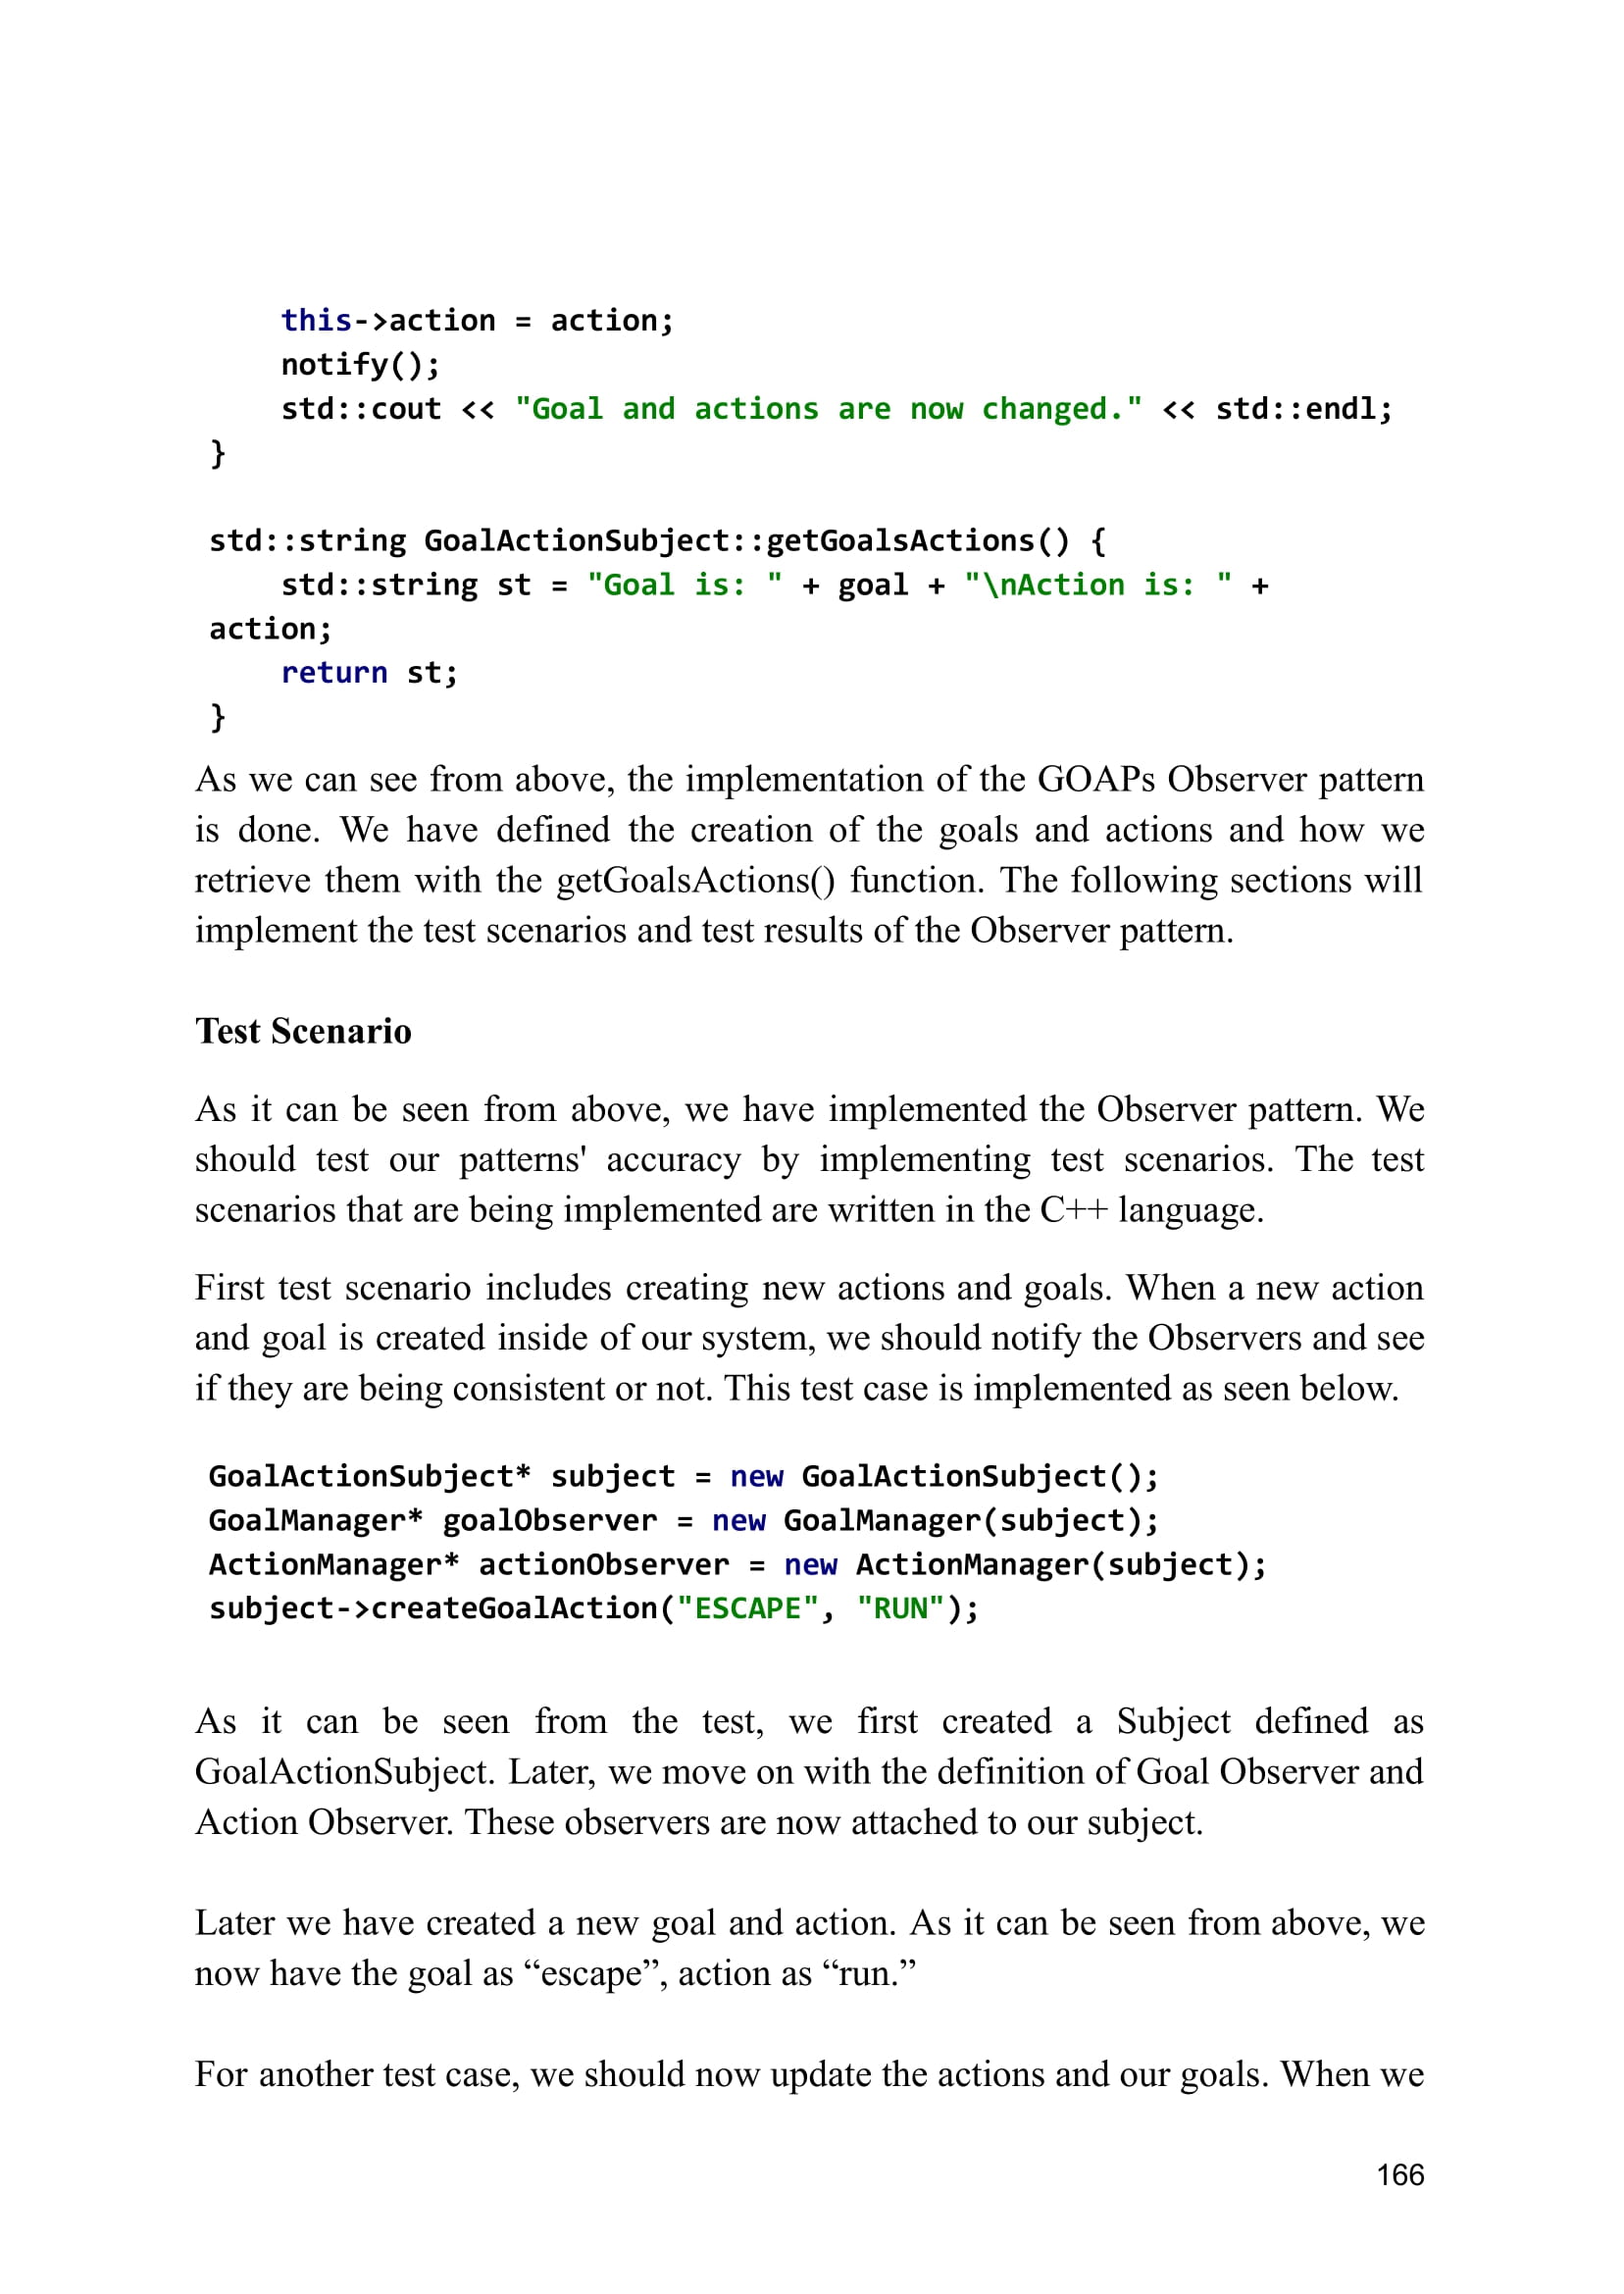 this->action = action;
notify();
std::cout << "Goal and actions are now changed." << std::endl;
}
std::string GoalActionSubject::getGoalsActions() {
std::string st = "Goal is: " + goal + "\nAction is: " +
action;
return st;
}
As we can see from above, the implementation of the GOAPs Observer pattern
is done. We have defined the creation of the goals and actions and how we
retrieve them with the getGoalsActions() function. The following sections will
implement the test scenarios and test results of the Observer pattern.
Test Scenario
As it can be seen from above, we have implemented the Observer pattern. We
should test our patterns' accuracy by implementing test scenarios. The test
scenarios that are being implemented are written in the C++ language.
First test scenario includes creating new actions and goals. When a new action
and goal is created inside of our system, we should notify the Observers and see
if they are being consistent or not. This test case is implemented as seen below.
GoalActionSubject* subject = new GoalActionSubject();
GoalManager* goalObserver = new GoalManager(subject);
ActionManager* actionObserver = new ActionManager(subject);
subject->createGoalAction("ESCAPE", "RUN");
As it can be seen from the test, we first created a Subject defined as
GoalActionSubject. Later, we move on with the definition of Goal Observer and
Action Observer. These observers are now attached to our subject.
Later we have created a new goal and action. As it can be seen from above, we
now have the goal as “escape”, action as “run.”
For another test case, we should now update the actions and our goals. When we
166